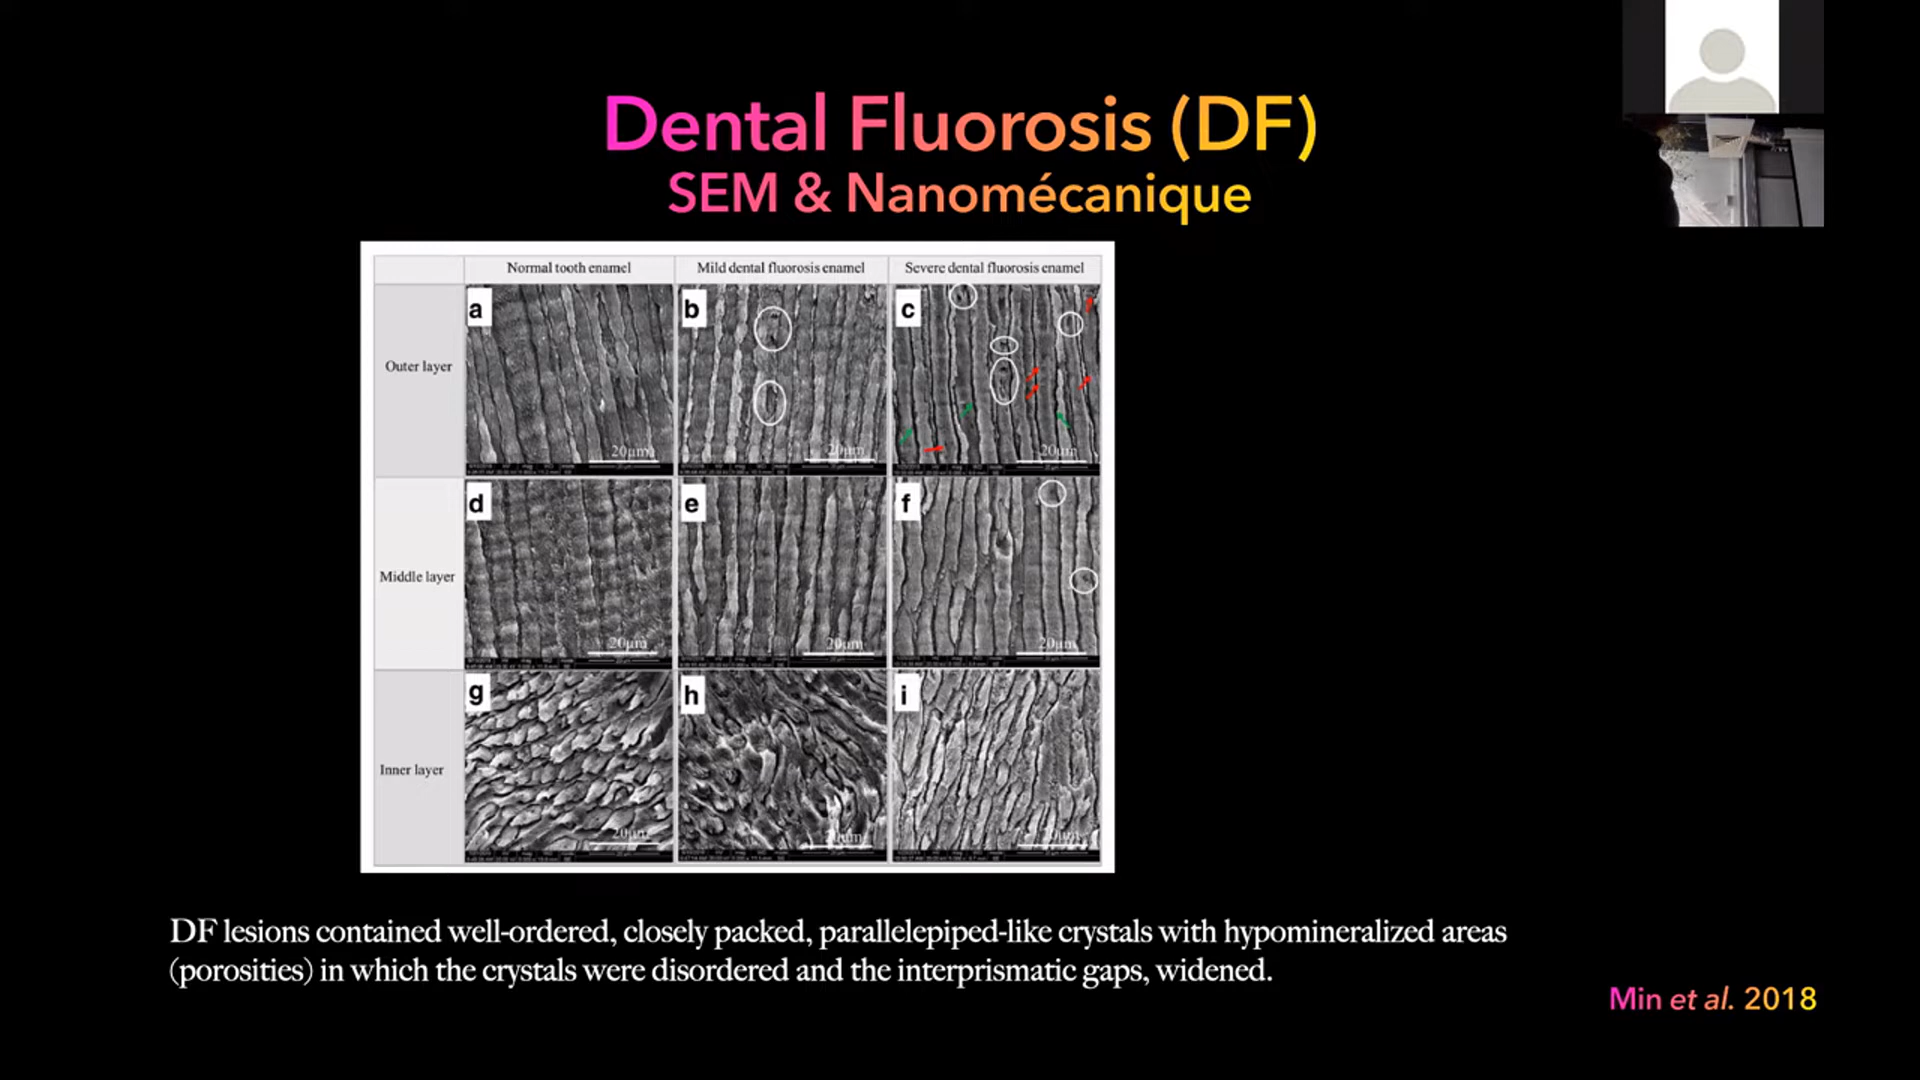 Dental Fluorosis (DF)
SEM & Nanomécanique
Normal tooth enamel
Mild dental fluorosis enamel
Severe dental fluorosis enamel
Outer layer
a
20μm
b
20μm
c
20μm
Middle layer
d
20μm
e
20μm
f
20μm
Inner layer
g
20μm
h
20μm
i
20μm
DF lesions contained well-ordered, closely packed, parallelepiped-like crystals with hypomineralized areas
(porosities) in which the crystals were disordered and the interprismatic gaps, widened.
Min et al. 2018